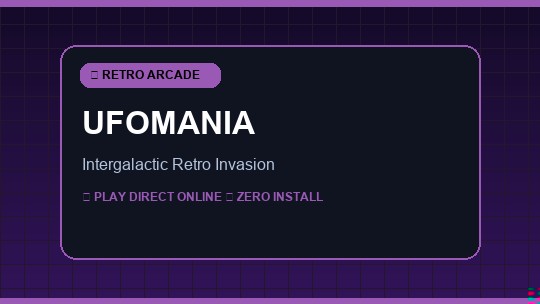 RETRO ARCADE
UFOMANIA
Intergalactic Retro Invasion
PLAY DIRECT ONLINE ZERO INSTALL